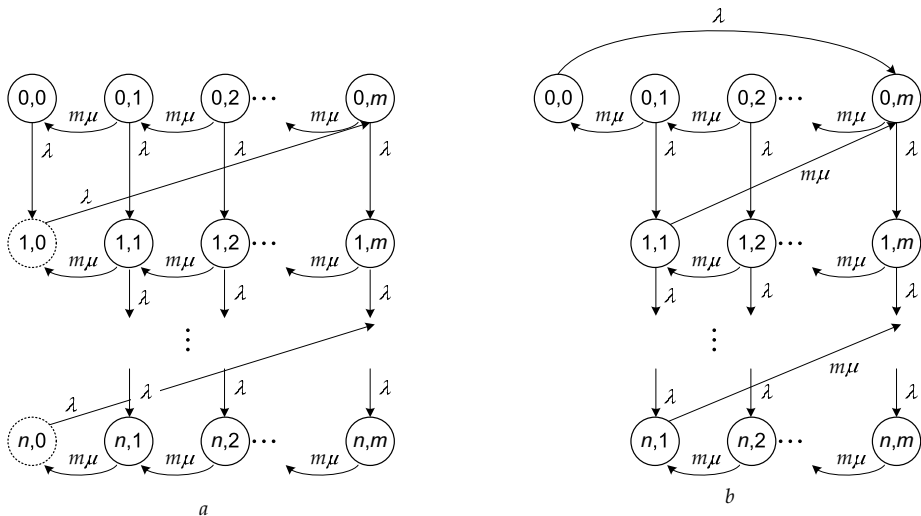 λ
0,0 0,1 0,2 ··· 0,m 0,0 0,1 0,2 ··· 0,m
mμ mμ mμ mμ mμ mμ
λ λ λ λ λ λ λ
λ mμ
1,0 1,1 1,2 ··· 1,m 1,1 1,2 ··· 1,m
mμ mμ mμ mμ mμ
λ λ λ λ λ λ
⋮ ⋮
mμ
λ λ λ λ λ λ λ
n,0 n,1 n,2 ··· n,m n,1 n,2 ··· n,m
mμ mμ mμ mμ mμ
a b